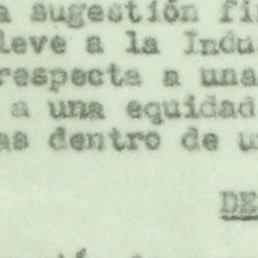 a sugestión fi
leve a la Indu
respecta a una
a una equidad
as dentro de u
DE